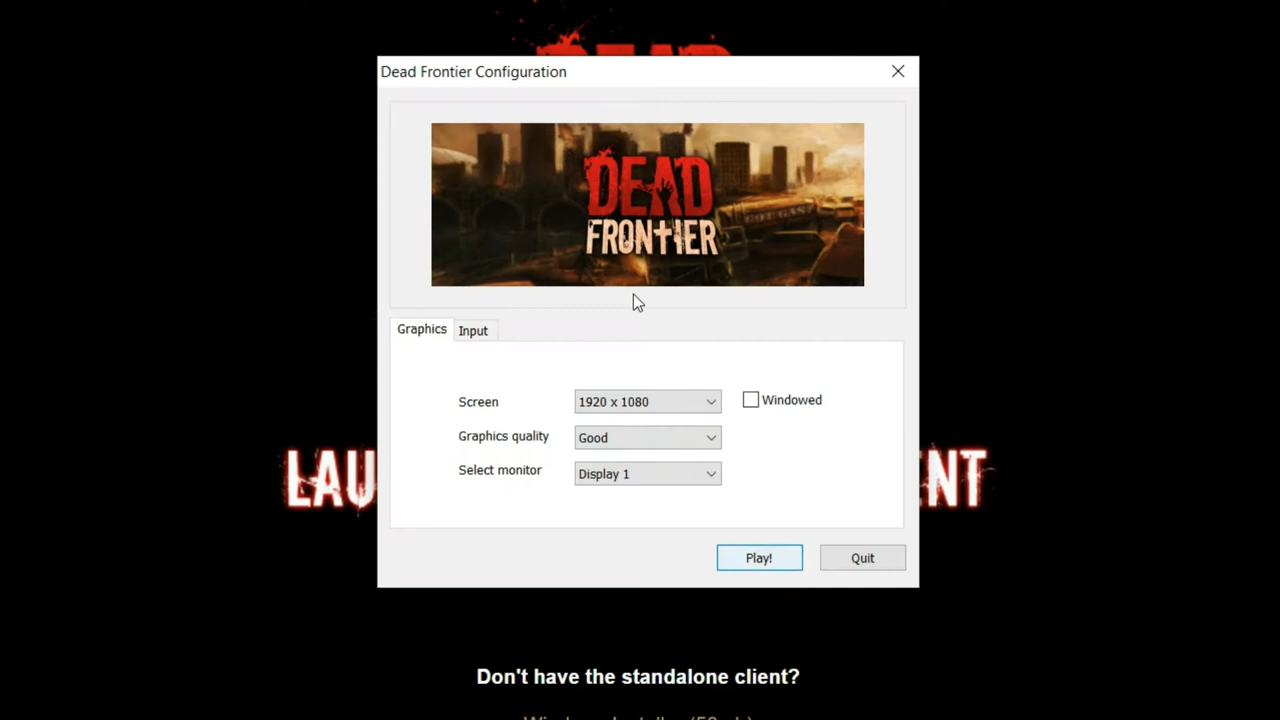 DEAD
Dead Frontier Configuration
DEAD
FRONTIER
Graphics
Input
Screen
1920 x 1080
Windowed
Graphics quality
Good
Select monitor
Display 1
LAU
ENT
Play!
Quit
Don't have the standalone client?